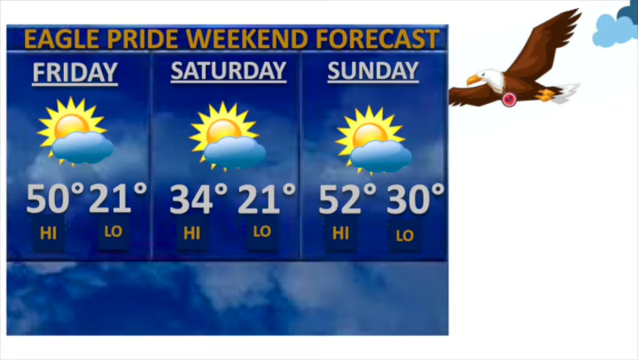 EAGLE PRIDE WEEKEND FORECAST
FRIDAY SATURDAY SUNDAY
50° 21° 34° 21° 52° 30°
HI LO HI LO HI LO